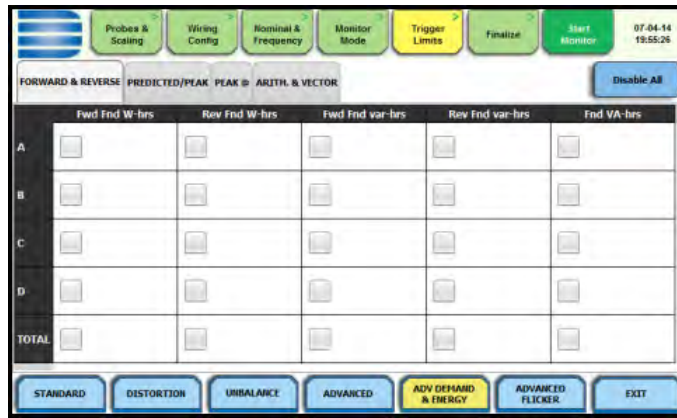 Probes & Scaling
Wiring Config
Nominal & Frequency
Monitor Mode
Trigger Limits
Finalize
Start Monitor
07-04-14
19:55:26
FORWARD & REVERSE PREDICTED/PEAK PEAK @ ARITH. & VECTOR
Disable All
Fwd Fnd W-hrs Rev Fnd W-hrs Fwd Fnd var-hrs Rev Fnd var-hrs Fnd VA-hrs
A
B
C
D
TOTAL
STANDARD
DISTORTION
UNBALANCE
ADVANCED
ADV DEMAND & ENERGY
ADVANCED FLICKER
EXIT